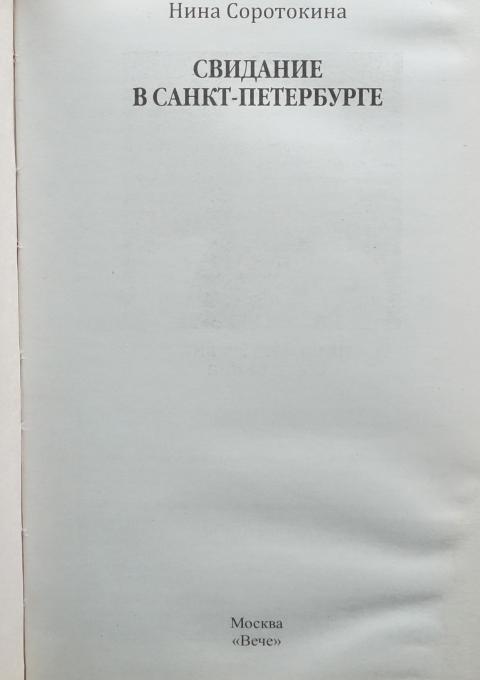 Нина Соротокина
СВИДАНИЕ
В САНКТ-ПЕТЕРБУРГЕ
Москва
«Вече»